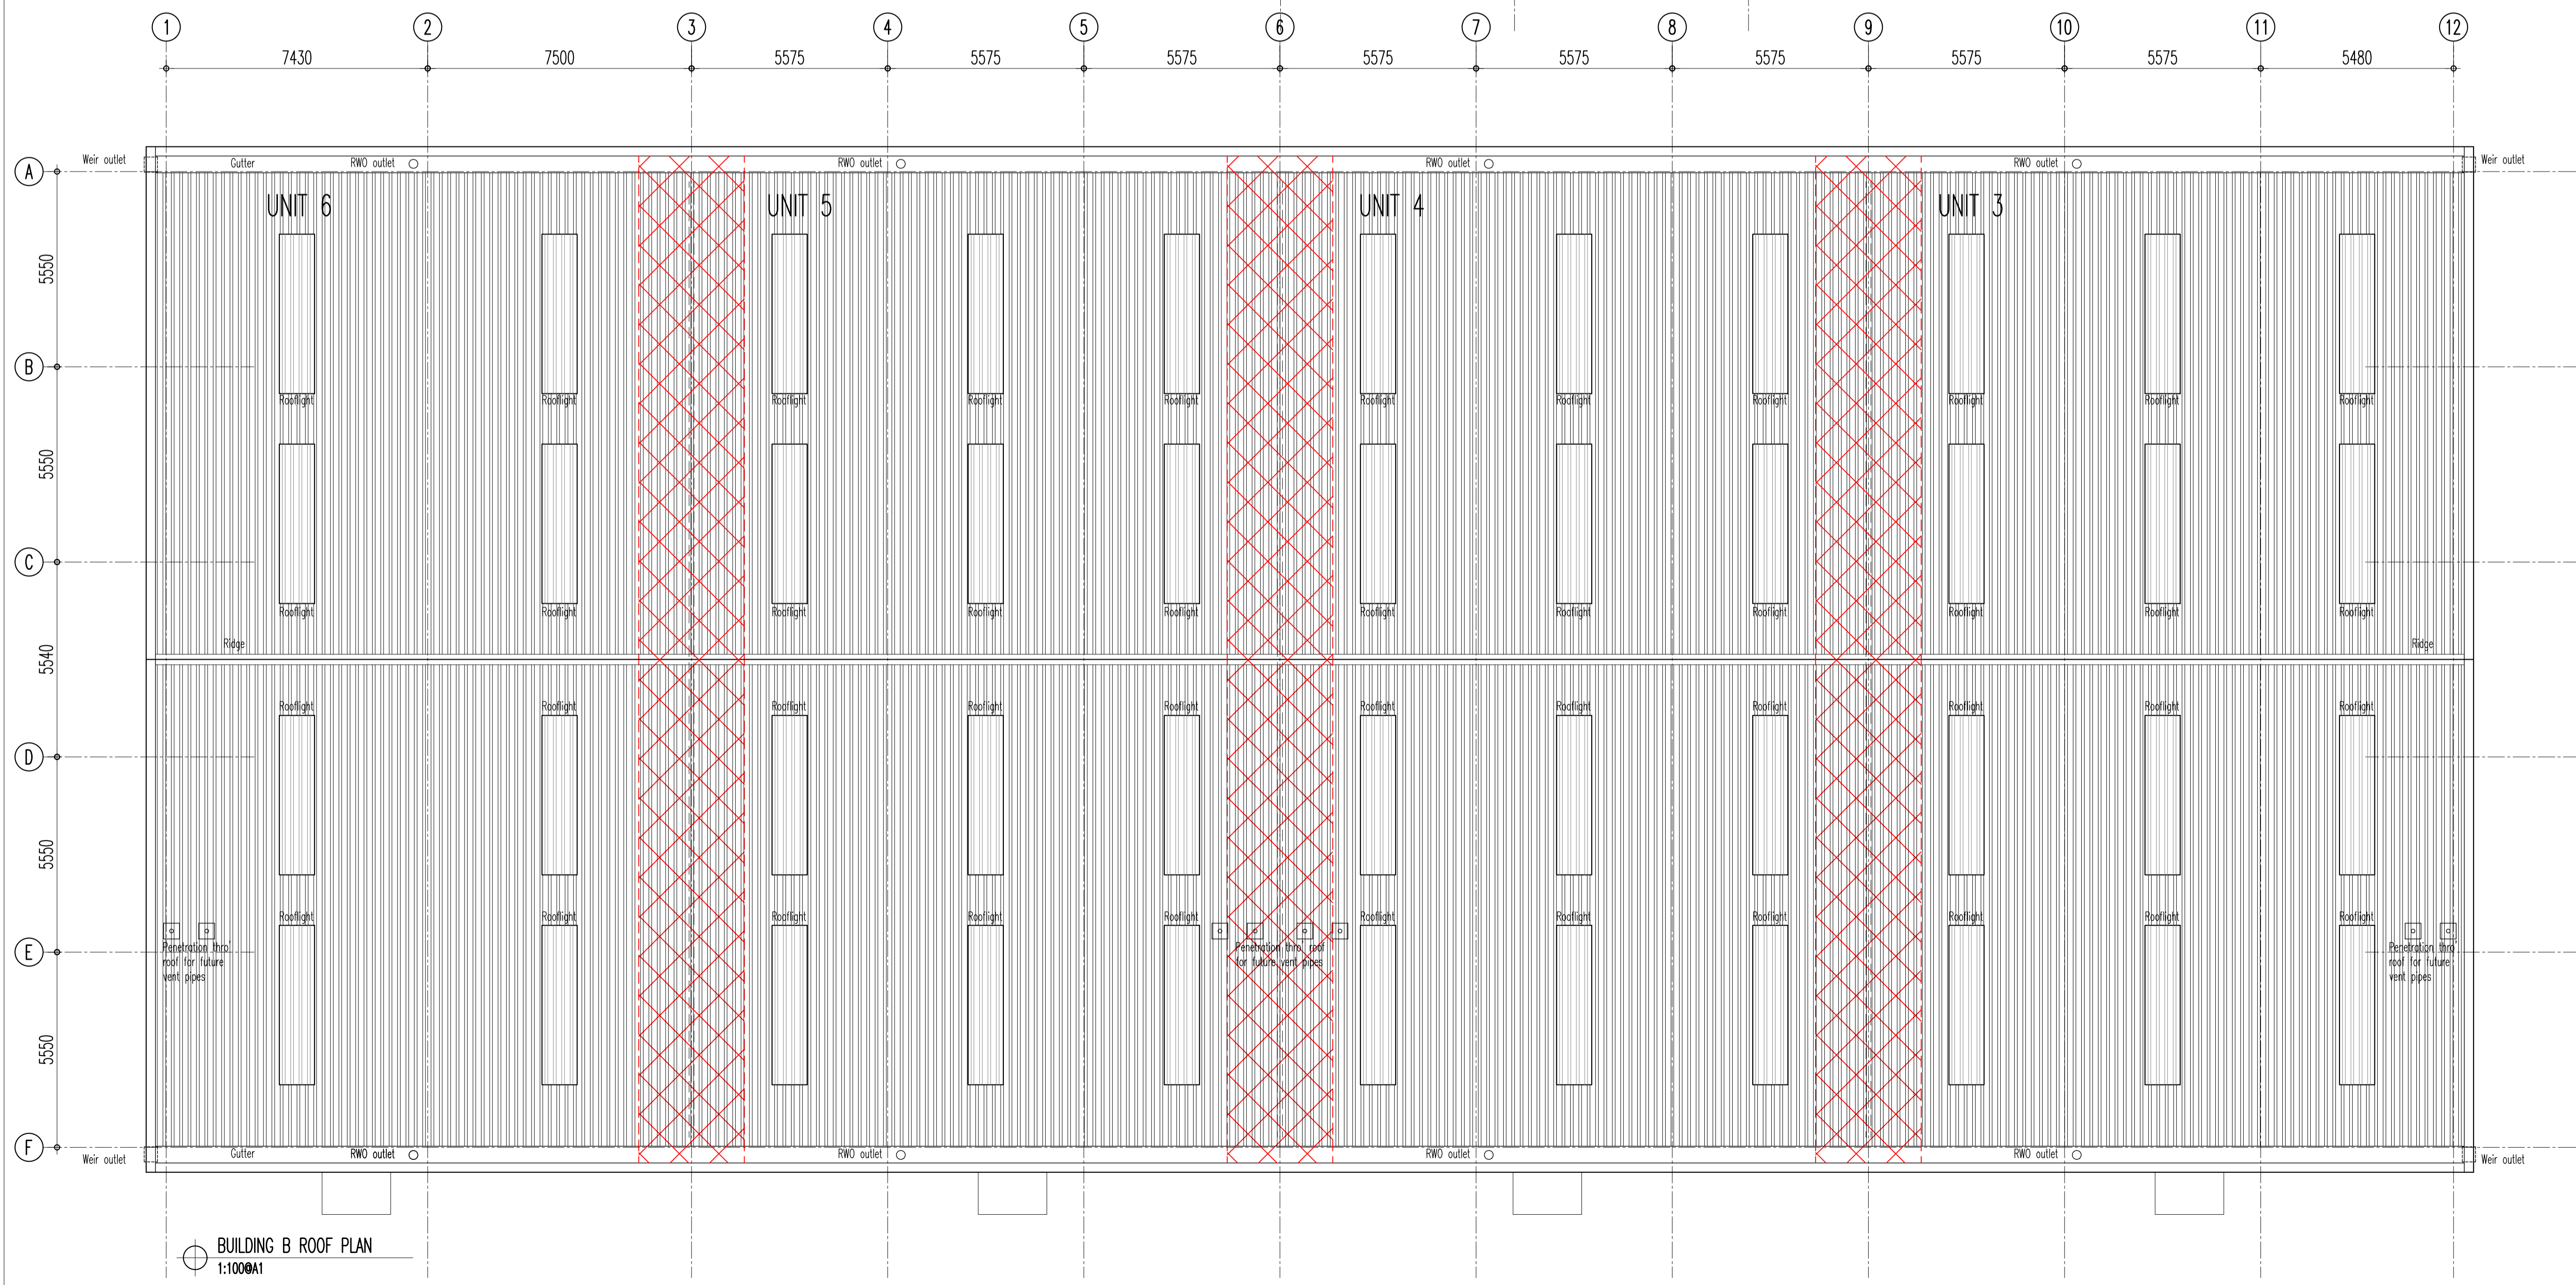 1 2 3 4 5 6 7 8 9 10 11 12
7430 7500 5575 5575 5575 5575 5575 5575 5575 5575 5480
Weir outlet Gutter RWO outlet RWO outlet RWO outlet RWO outlet Weir outlet
A
UNIT 6 UNIT 5 UNIT 4 UNIT 3
5550
B
Rooflight Rooflight Rooflight Rooflight Rooflight Rooflight Rooflight Rooflight Rooflight Rooflight Rooflight
5550
C
Rooflight Rooflight Rooflight Rooflight Rooflight Rooflight Rooflight Rooflight Rooflight Rooflight Rooflight
5540
Ridge Ridge
Rooflight Rooflight Rooflight Rooflight Rooflight Rooflight Rooflight Rooflight Rooflight Rooflight Rooflight
D
5550
Rooflight Rooflight Rooflight Rooflight Rooflight Rooflight Rooflight Rooflight Rooflight Rooflight Rooflight
E
Penetration thro'
roof for future
vent pipes
Penetration thro' roof
for future vent pipes
Penetration thro'
roof for future
vent pipes
5550
F
Weir outlet Gutter RWO outlet RWO outlet RWO outlet RWO outlet Weir outlet
BUILDING B ROOF PLAN
1:100@A1